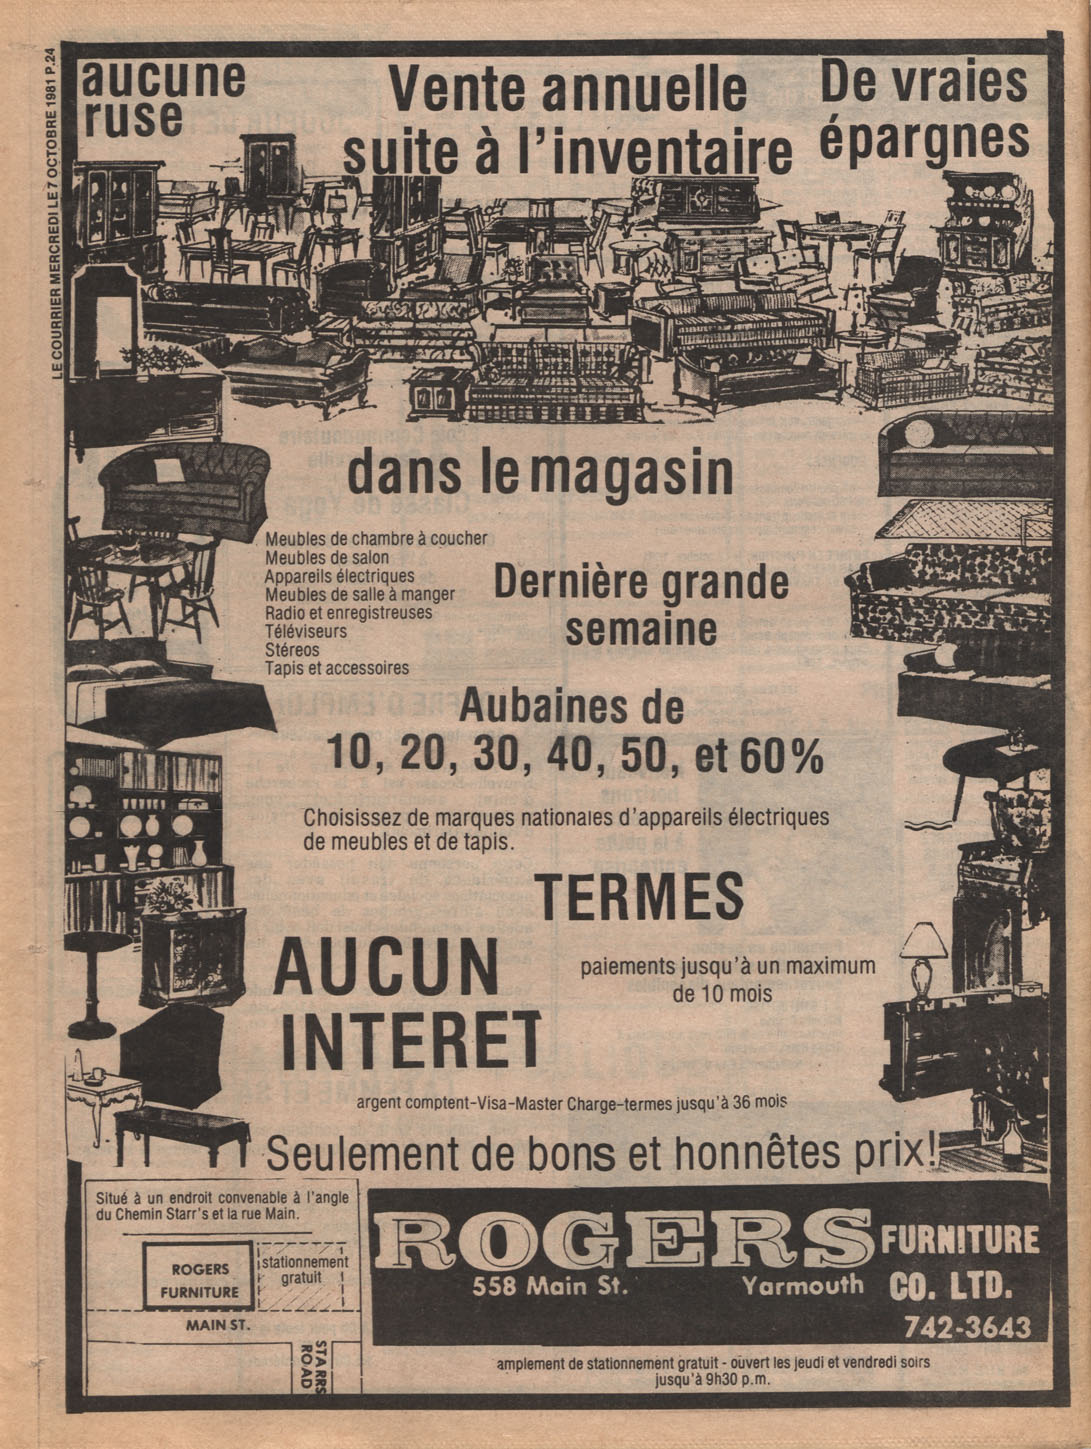 LE COURRIER MERCREDI LE 7 OCTOBRE 1981 P.24
aucune
ruse
Vente annuelle
suite à l'inventaire
De vraies
épargnes
dans le magasin
Meubles de chambre à coucher
Meubles de salon
Appareils électriques
Meubles de salle à manger
Radio et enregistreuses
Téléviseurs
Stéreos
Tapis et accessoires
Dernière grande
semaine
Aubaines de
10, 20, 30, 40, 50, et 60%
Choisissez de marques nationales d'appareils électriques
de meubles et de tapis.
TERMES
AUCUN
INTERET
paiements jusqu'à un maximum
de 10 mois
argent comptent-Visa-Master Charge-termes jusqu'à 36 mois
Seulement de bons et honnêtes prix!
Situé à un endroit convenable à l'angle
du Chemin Starr's et la rue Main.
ROGERS
FURNITURE
stationnement
gratuit
MAIN ST.
STARRS
ROAD
ROGERS FURNITURE
558 Main St. Yarmouth CO. LTD.
742-3643
amplement de stationnement gratuit - ouvert les jeudi et vendredi soirs
jusqu'à 9h30 p.m.